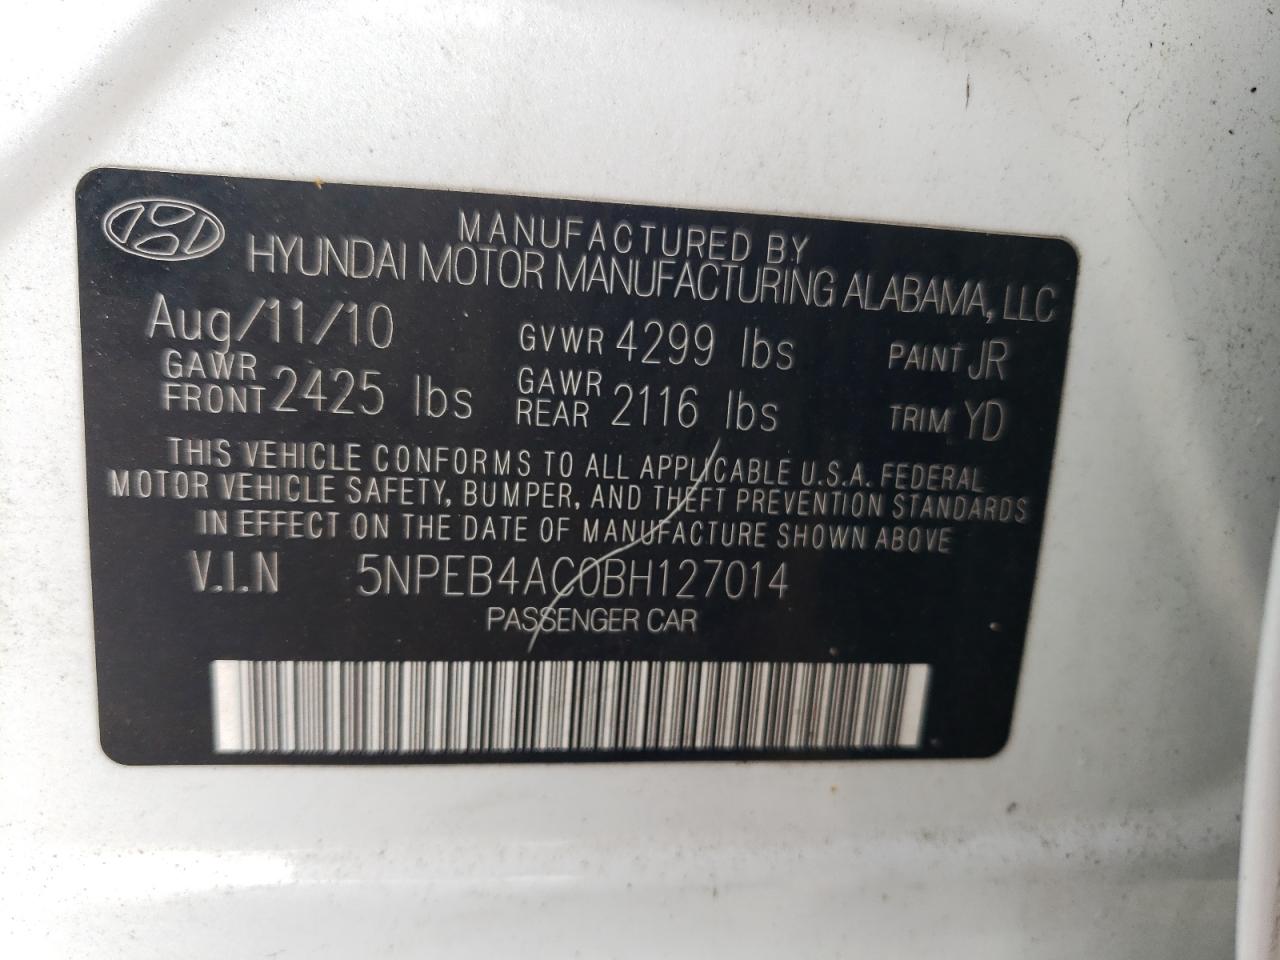 MANUFACTURED BY
HYUNDAI MOTOR MANUFACTURING ALABAMA, LLC
Aug/11/10 GVWR 4299 lbs PAINT JR
GAWR FRONT 2425 lbs GAWR REAR 2116 lbs TRIM YD
THIS VEHICLE CONFORMS TO ALL APPLICABLE U.S.A. FEDERAL
MOTOR VEHICLE SAFETY, BUMPER, AND THEFT PREVENTION STANDARDS
IN EFFECT ON THE DATE OF MANUFACTURE SHOWN ABOVE
V.I.N 5NPEB4AC0BH127014
PASSENGER CAR